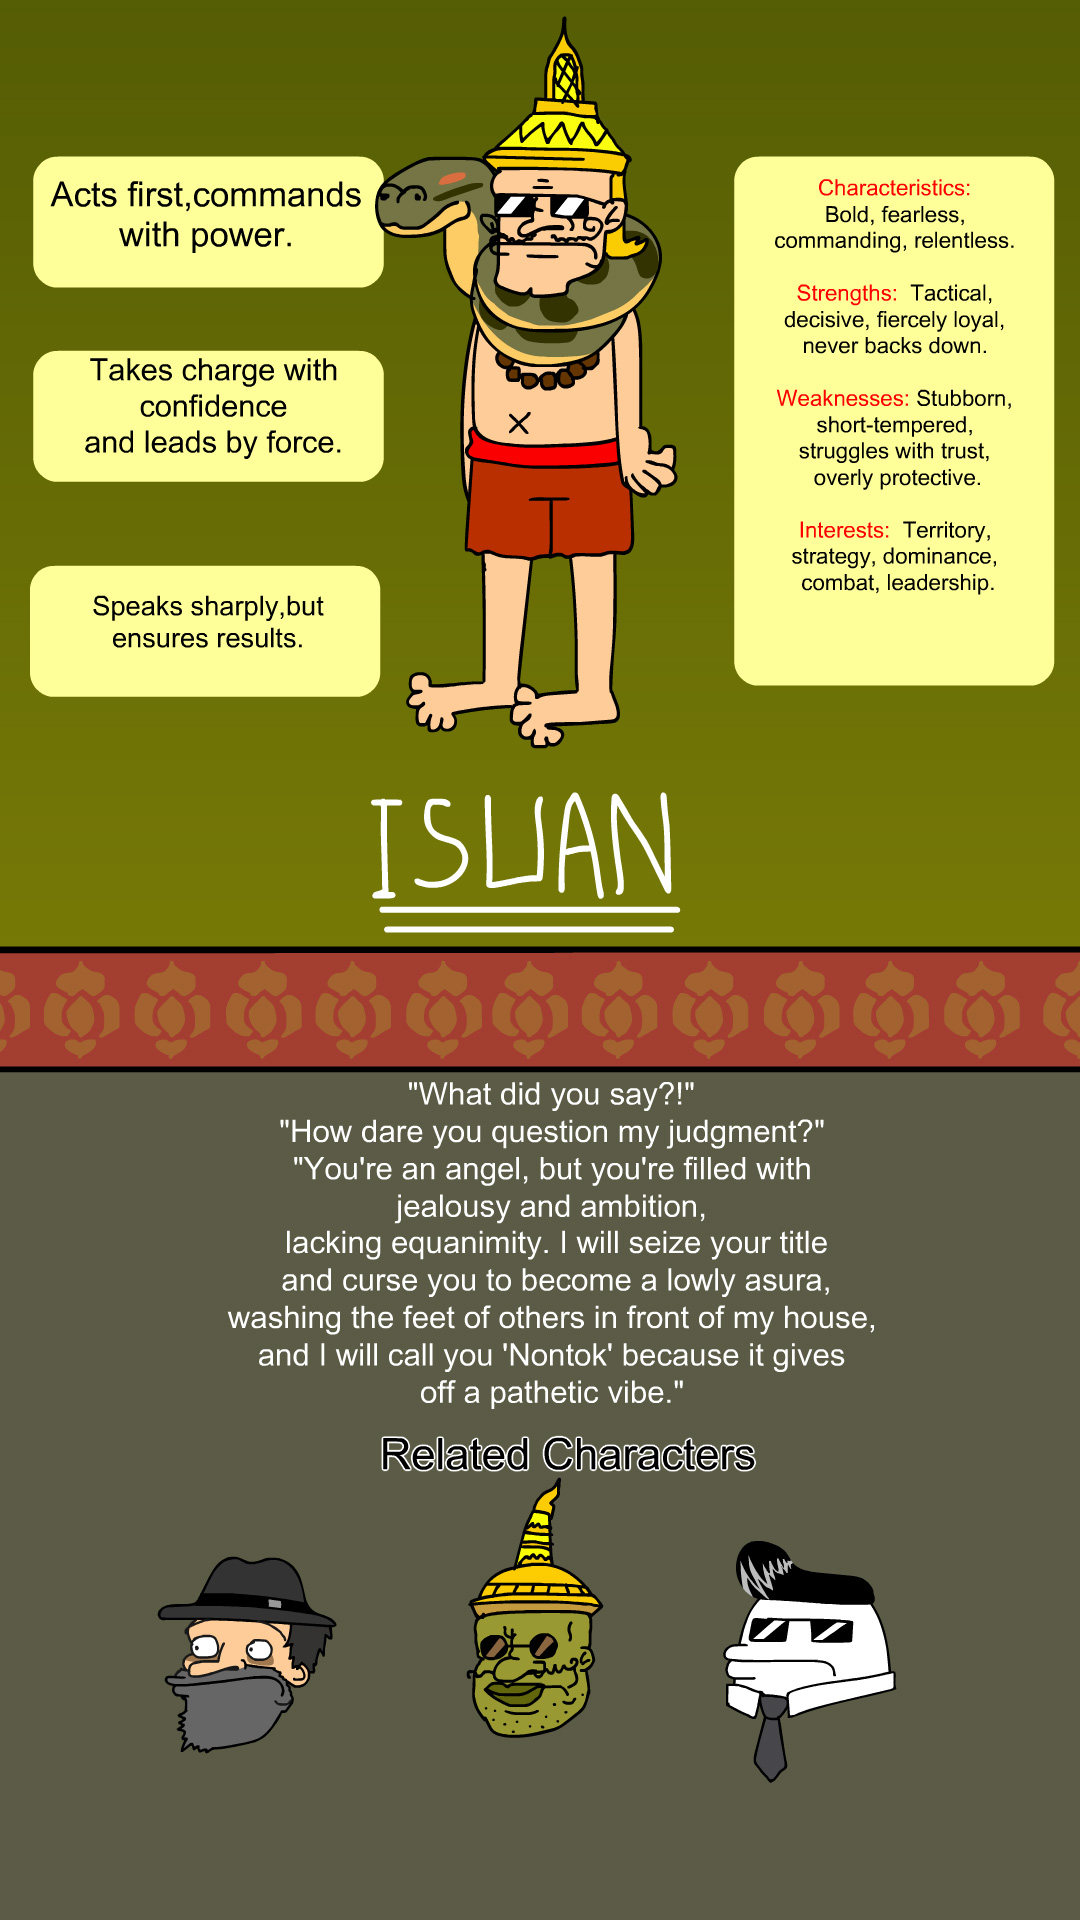 Acts first,commands
with power.
Takes charge with
confidence
and leads by force.
Speaks sharply,but
ensures results.
Characteristics:
Bold, fearless,
commanding, relentless.
Strengths: Tactical,
decisive, fiercely loyal,
never backs down.
Weaknesses: Stubborn,
short-tempered,
struggles with trust,
overly protective.
Interests: Territory,
strategy, dominance,
combat, leadership.
ISUAN
"What did you say?!"
"How dare you question my judgment?"
"You're an angel, but you're filled with
jealousy and ambition,
lacking equanimity. I will seize your title
and curse you to become a lowly asura,
washing the feet of others in front of my house,
and I will call you 'Nontok' because it gives
off a pathetic vibe."
Related Characters